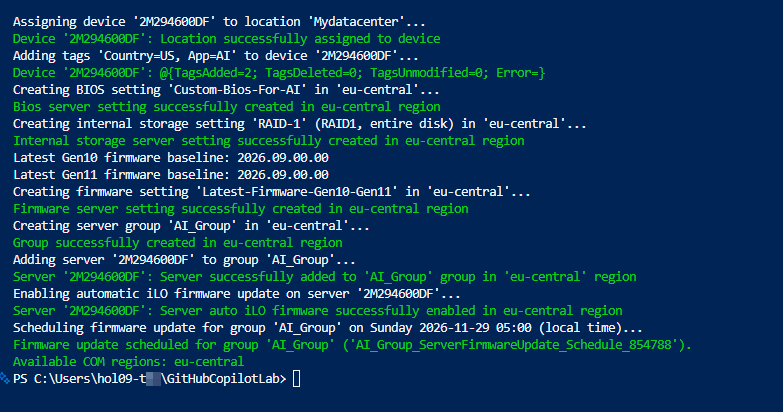 Assigning device '2M294600DF' to location 'Mydatacenter'...
Device '2M294600DF': Location successfully assigned to device
Adding tags 'Country=US, App=AI' to device '2M294600DF'...
Device '2M294600DF': @{TagsAdded=2; TagsDeleted=0; TagsUnmodified=0; Error=}
Creating BIOS setting 'Custom-Bios-For-AI' in 'eu-central'...
Bios server setting successfully created in eu-central region
Creating internal storage setting 'RAID-1' (RAID1, entire disk) in 'eu-central'...
Internal storage server setting successfully created in eu-central region
Latest Gen10 firmware baseline: 2026.09.00.00
Latest Gen11 firmware baseline: 2026.09.00.00
Creating firmware setting 'Latest-Firmware-Gen10-Gen11' in 'eu-central'...
Firmware server setting successfully created in eu-central region
Creating server group 'AI_Group' in 'eu-central'...
Group successfully created in eu-central region
Adding server '2M294600DF' to group 'AI_Group'...
Server '2M294600DF': Server successfully added to 'AI_Group' group in 'eu-central' region
Enabling automatic iLO firmware update on server '2M294600DF'...
Server '2M294600DF': Server auto iLO firmware successfully enabled in eu-central region
Scheduling firmware update for group 'AI_Group' on Sunday 2026-11-29 05:00 (local time)...
Firmware update scheduled for group 'AI_Group' ('AI_Group_ServerFirmwareUpdate_Schedule_854788').
Available COM regions: eu-central
PS C:\Users\hol09-t\GitHubCopilotLab>